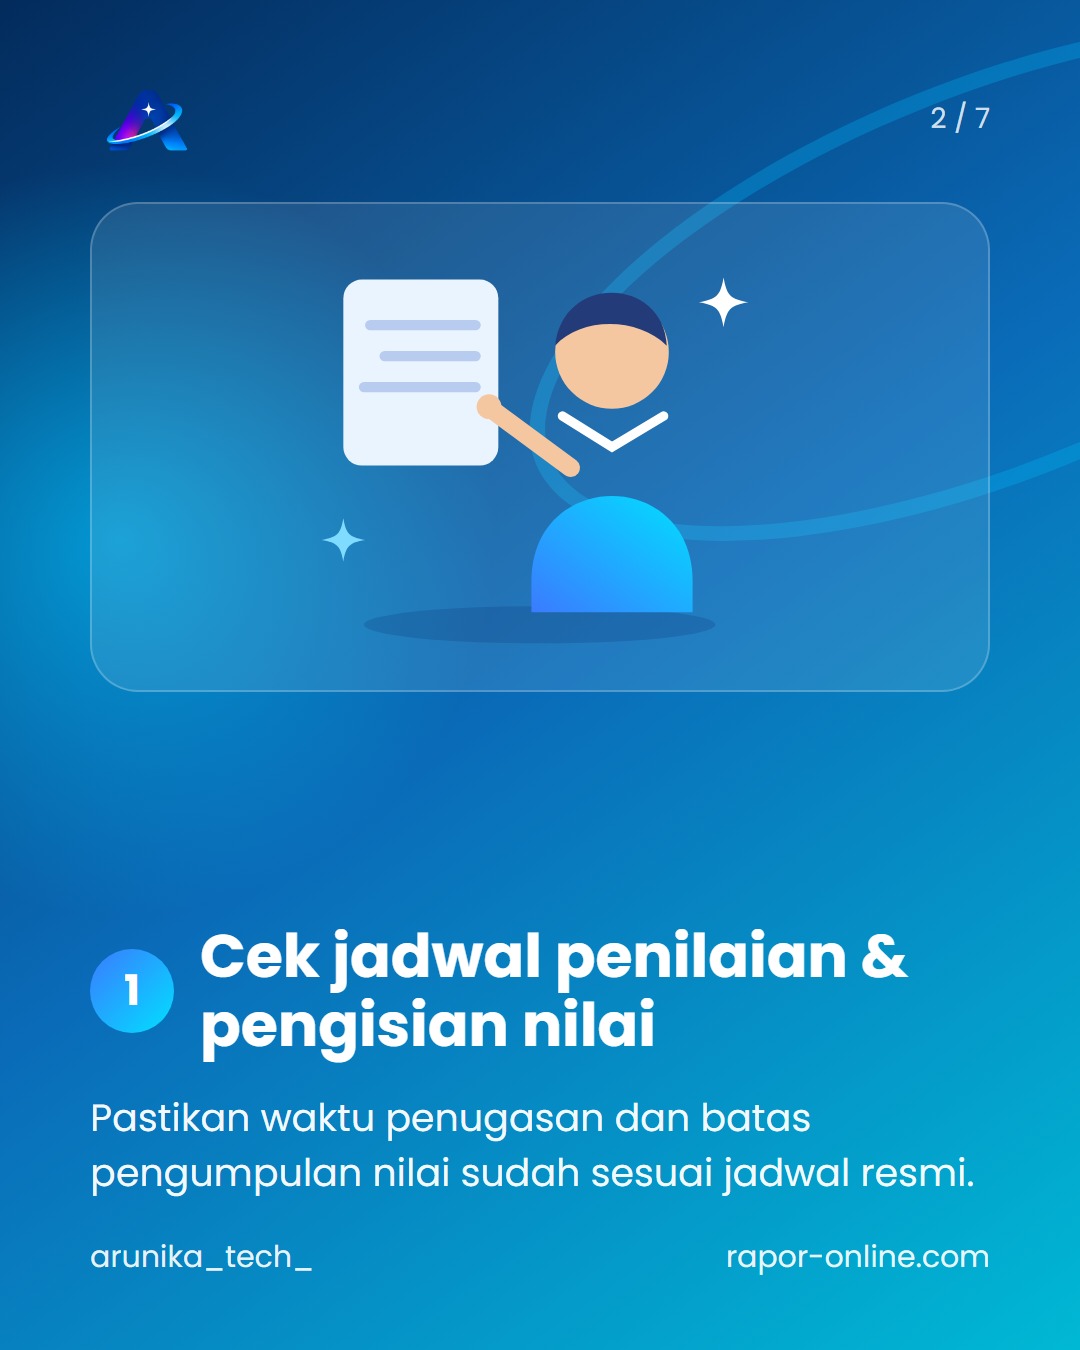 2 / 7
1
Cek jadwal penilaian &
pengisian nilai
Pastikan waktu penugasan dan batas
pengumpulan nilai sudah sesuai jadwal resmi.
arunika_tech_
rapor-online.com